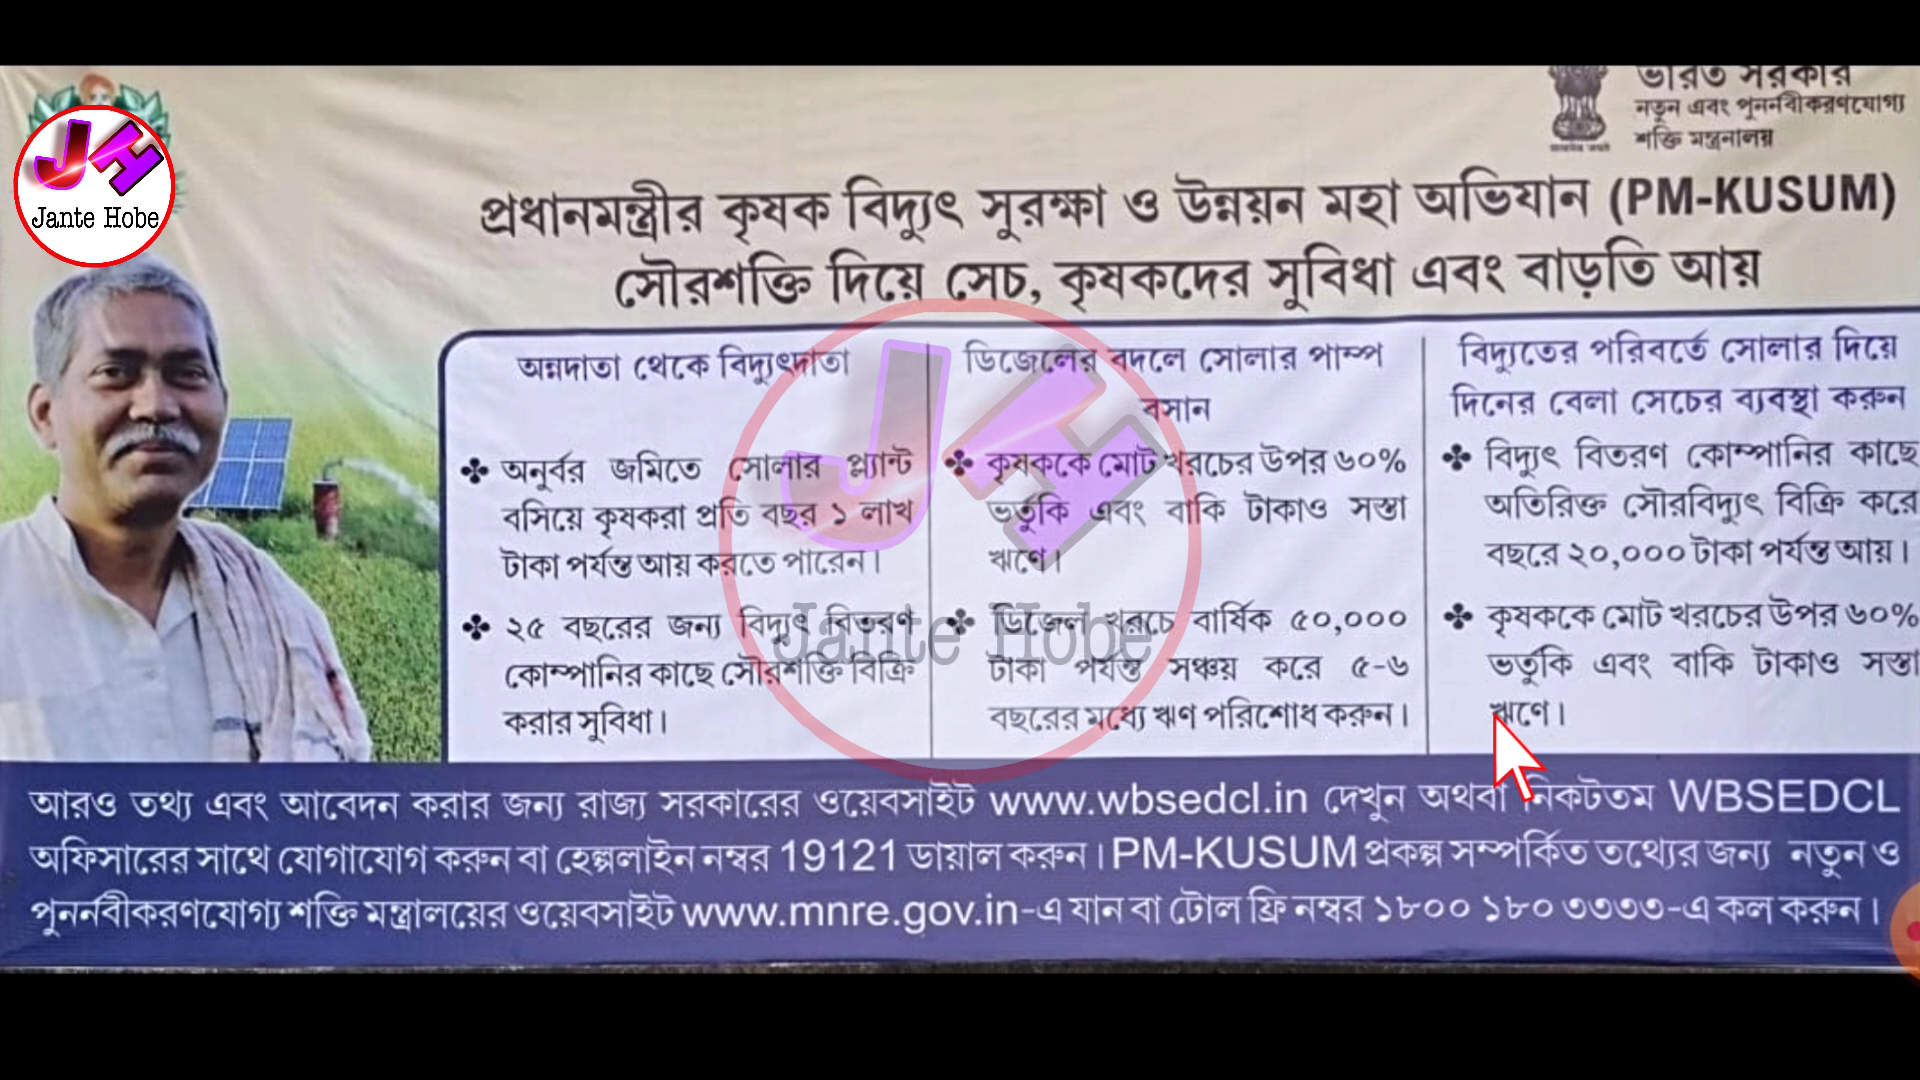 JH
Jante Hobe
ভারত সরকার
নতুন এবং পুনর্নবীকরণযোগ্য
শক্তি মন্ত্রনালয়
প্রধানমন্ত্রীর কৃষক বিদ্যুৎ সুরক্ষা ও উন্নয়ন মহা অভিযান (PM-KUSUM)
সৌরশক্তি দিয়ে সেচ, কৃষকদের সুবিধা এবং বাড়তি আয়
অন্নদাতা থেকে বিদ্যুৎদাতা
অনুর্বর জমিতে সোলার প্ল্যান্ট
বসিয়ে কৃষকরা প্রতি বছর ১ লাখ
টাকা পর্যন্ত আয় করতে পারেন।
২৫ বছরের জন্য বিদ্যুৎ বিতরণ
কোম্পানির কাছে সৌরশক্তি বিক্রি
করার সুবিধা।
ডিজেলের বদলে সোলার পাম্প
বসান
কৃষককে মোট খরচের উপর ৬০%
ভর্তুকি এবং বাকি টাকাও সস্তা
ঋণে।
ডিজেল খরচে বার্ষিক ৫০,০০০
টাকা পর্যন্ত সঞ্চয় করে ৫-৬
বছরের মধ্যে ঋণ পরিশোধ করুন।
বিদ্যুতের পরিবর্তে সোলার দিয়ে
দিনের বেলা সেচের ব্যবস্থা করুন
বিদ্যুৎ বিতরণ কোম্পানির কাছে
অতিরিক্ত সৌরবিদ্যুৎ বিক্রি করে
বছরে ২০,০০০ টাকা পর্যন্ত আয়।
কৃষককে মোট খরচের উপর ৬০%
ভর্তুকি এবং বাকি টাকাও সস্তা
ঋণে।
JH
Jante Hobe
আরও তথ্য এবং আবেদন করার জন্য রাজ্য সরকারের ওয়েবসাইট www.wbsedcl.in দেখুন অথবা নিকটতম WBSEDCL
অফিসারের সাথে যোগাযোগ করুন বা হেল্পলাইন নম্বর 19121 ডায়াল করুন। PM-KUSUM প্রকল্প সম্পর্কিত তথ্যের জন্য নতুন ও
পুনর্নবীকরণযোগ্য শক্তি মন্ত্রালয়ের ওয়েবসাইট www.mnre.gov.in-এ যান বা টোল ফ্রি নম্বর ১৮০০ ১৮০ ৩৩৩৩-এ কল করুন।